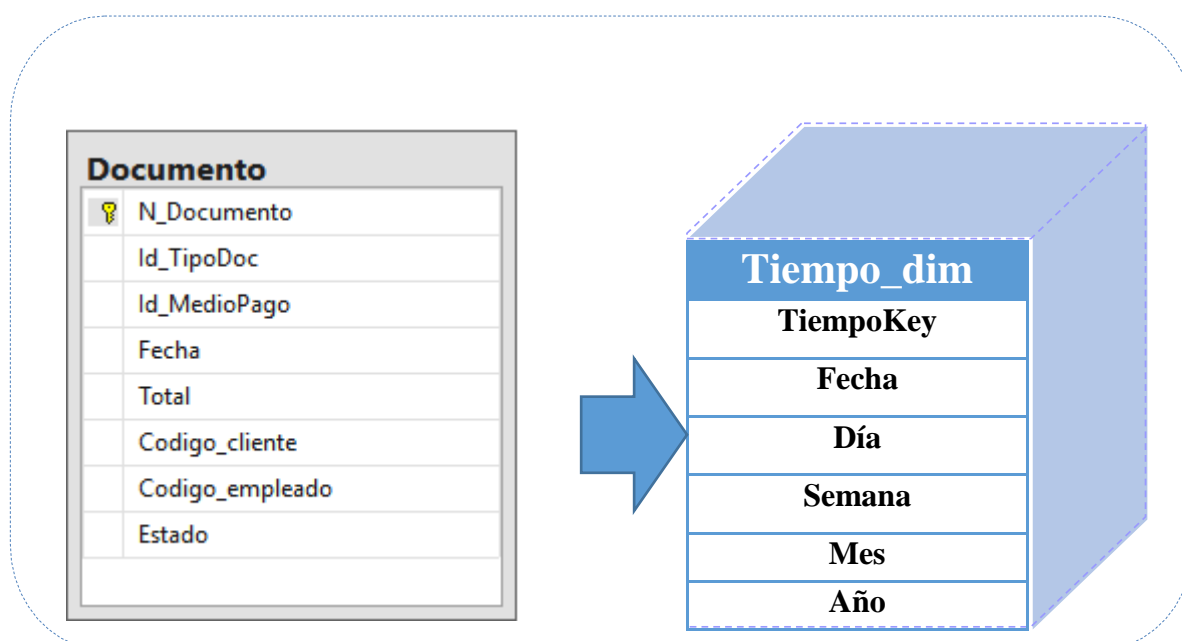 Documento
N_Documento
Id_TipoDoc
Id_MedioPago
Fecha
Total
Codigo_cliente
Codigo_empleado
Estado
Tiempo_dim
TiempoKey
Fecha
Día
Semana
Mes
Año